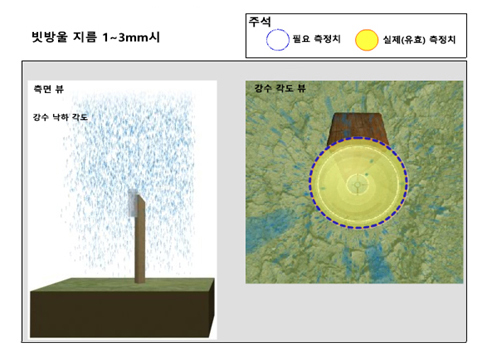 빗방울 지름 1~3mm시
주석
필요 측정치
실제(유효) 측정치
측면 뷰
강수 낙하 각도
강수 각도 뷰